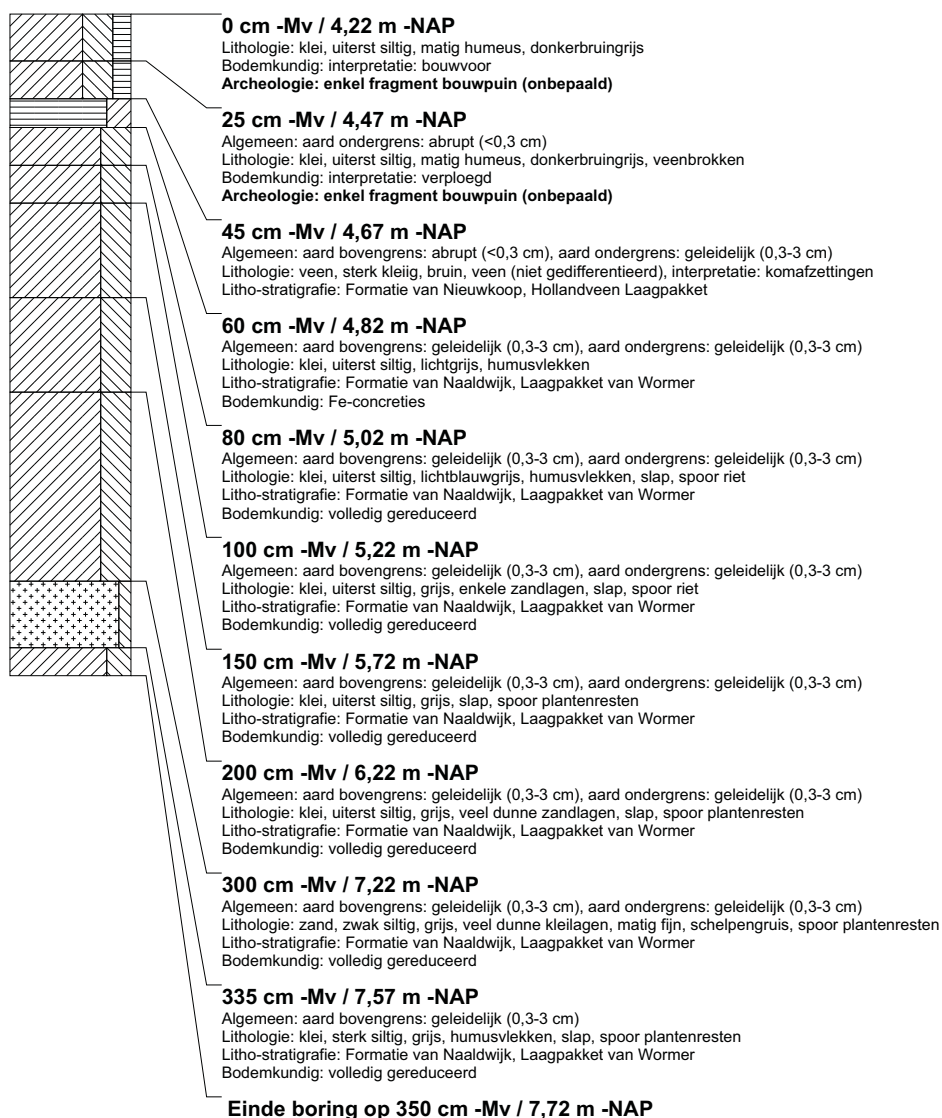 0 cm -Mv / 4,22 m -NAP
Lithologie: klei, uiterst siltig, matig humeus, donkerbruingrijs
Bodemkundig: interpretatie: bouwvoor
Archeologie: enkel fragment bouwpuin (onbepaald)
25 cm -Mv / 4,47 m -NAP
Algemeen: aard ondergrens: abrupt (<0,3 cm)
Lithologie: klei, uiterst siltig, matig humeus, donkerbruingrijs, veenbrokken
Bodemkundig: interpretatie: verploegd
Archeologie: enkel fragment bouwpuin (onbepaald)
45 cm -Mv / 4,67 m -NAP
Algemeen: aard bovengrens: abrupt (<0,3 cm), aard ondergrens: geleidelijk (0,3-3 cm)
Lithologie: veen, sterk kleiig, bruin, veen (niet gedifferentieerd), interpretatie: komafzettingen
Litho-stratigrafie: Formatie van Nieuwkoop, Hollandveen Laagpakket
60 cm -Mv / 4,82 m -NAP
Algemeen: aard bovengrens: geleidelijk (0,3-3 cm), aard ondergrens: geleidelijk (0,3-3 cm)
Lithologie: klei, uiterst siltig, lichtgrijs, humusvlekken
Litho-stratigrafie: Formatie van Naaldwijk, Laagpakket van Wormer
Bodemkundig: Fe-concreties
80 cm -Mv / 5,02 m -NAP
Algemeen: aard bovengrens: geleidelijk (0,3-3 cm), aard ondergrens: geleidelijk (0,3-3 cm)
Lithologie: klei, uiterst siltig, lichtblauwgrijs, humusvlekken, slap, spoor riet
Litho-stratigrafie: Formatie van Naaldwijk, Laagpakket van Wormer
Bodemkundig: volledig gereduceerd
100 cm -Mv / 5,22 m -NAP
Algemeen: aard bovengrens: geleidelijk (0,3-3 cm), aard ondergrens: geleidelijk (0,3-3 cm)
Lithologie: klei, uiterst siltig, grijs, enkele zandlagen, slap, spoor riet
Litho-stratigrafie: Formatie van Naaldwijk, Laagpakket van Wormer
Bodemkundig: volledig gereduceerd
150 cm -Mv / 5,72 m -NAP
Algemeen: aard bovengrens: geleidelijk (0,3-3 cm), aard ondergrens: geleidelijk (0,3-3 cm)
Lithologie: klei, uiterst siltig, grijs, slap, spoor plantenresten
Litho-stratigrafie: Formatie van Naaldwijk, Laagpakket van Wormer
Bodemkundig: volledig gereduceerd
200 cm -Mv / 6,22 m -NAP
Algemeen: aard bovengrens: geleidelijk (0,3-3 cm), aard ondergrens: geleidelijk (0,3-3 cm)
Lithologie: klei, uiterst siltig, grijs, veel dunne zandlagen, slap, spoor plantenresten
Litho-stratigrafie: Formatie van Naaldwijk, Laagpakket van Wormer
Bodemkundig: volledig gereduceerd
300 cm -Mv / 7,22 m -NAP
Algemeen: aard bovengrens: geleidelijk (0,3-3 cm), aard ondergrens: geleidelijk (0,3-3 cm)
Lithologie: zand, zwak siltig, grijs, veel dunne kleilagen, matig fijn, schelpengruis, spoor plantenresten
Litho-stratigrafie: Formatie van Naaldwijk, Laagpakket van Wormer
Bodemkundig: volledig gereduceerd
335 cm -Mv / 7,57 m -NAP
Algemeen: aard bovengrens: geleidelijk (0,3-3 cm)
Lithologie: klei, sterk siltig, grijs, humusvlekken, slap, spoor plantenresten
Litho-stratigrafie: Formatie van Naaldwijk, Laagpakket van Wormer
Bodemkundig: volledig gereduceerd
Einde boring op 350 cm -Mv / 7,72 m -NAP